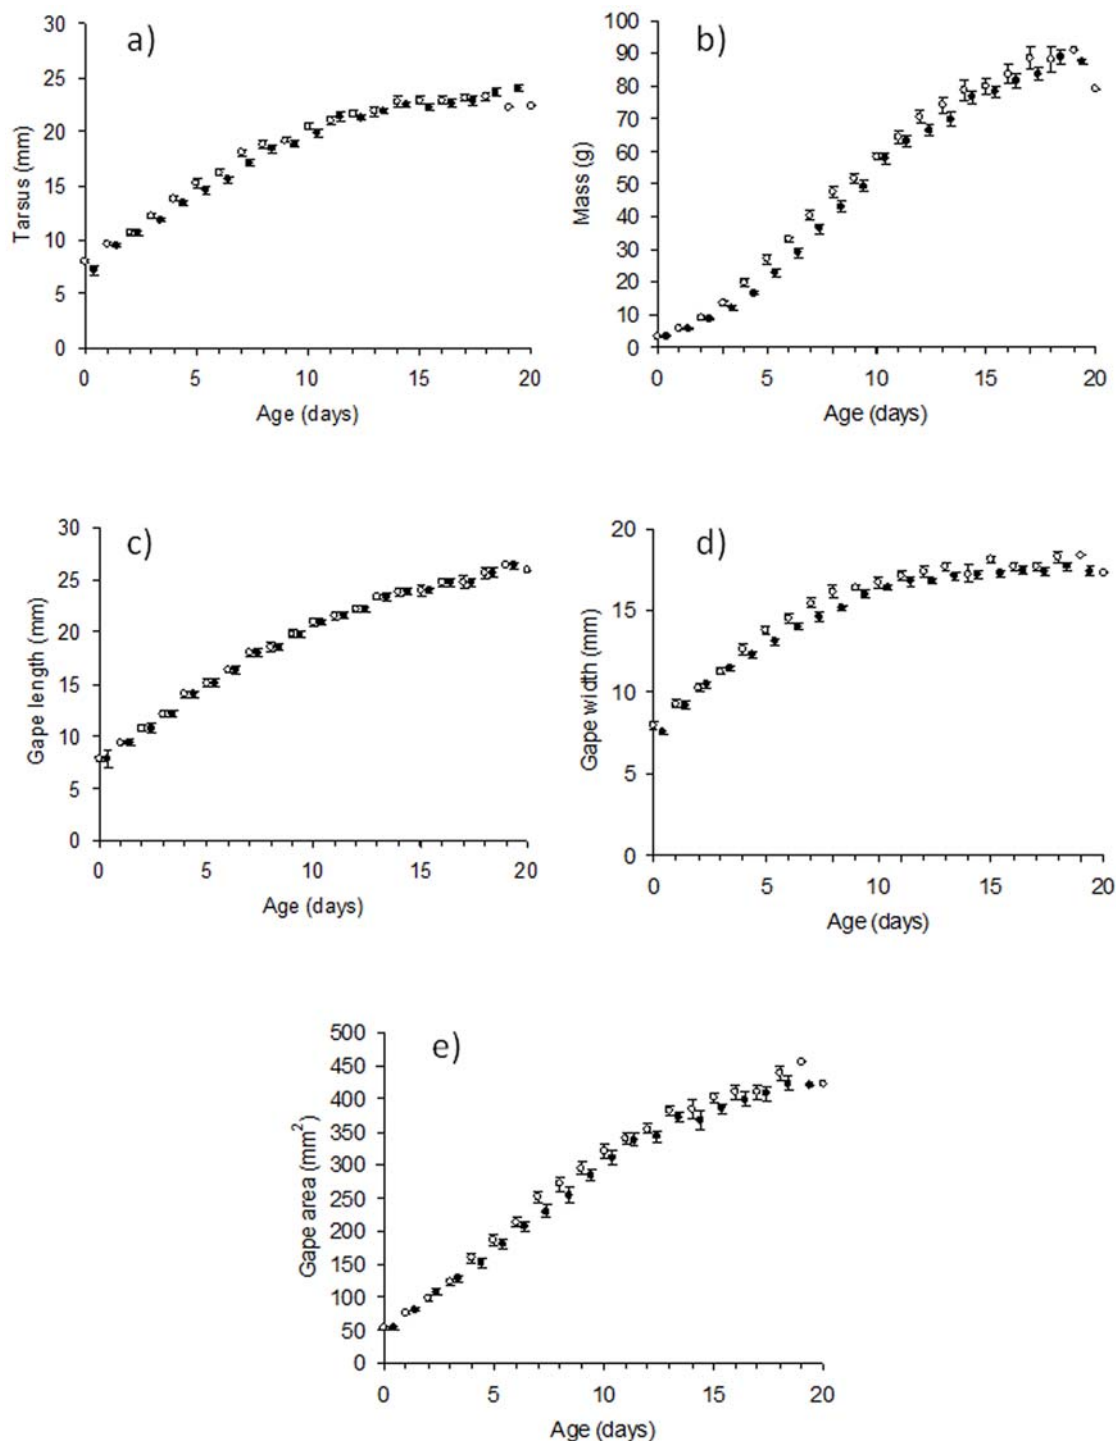 a)
30
25
20
15
10
5
0
Tarsus (mm)
0 5 10 15 20
Age (days)
b)
100
90
80
70
60
50
40
30
20
10
0
Mass (g)
0 5 10 15 20
Age (days)
c)
30
25
20
15
10
5
0
Gape length (mm)
0 5 10 15 20
Age (days)
d)
20
15
10
5
0
Gape width (mm)
0 5 10 15 20
Age (days)
e)
500
450
400
350
300
250
200
150
100
50
0
Gape area (mm²)
0 5 10 15 20
Age (days)